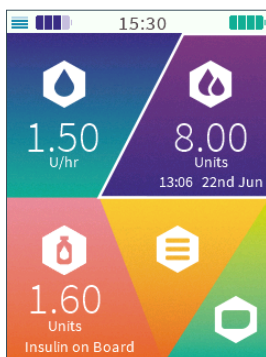 15:30
1.50
U/hr
8.00
Units
13:06 22nd Jun
1.60
Units
Insulin on Board